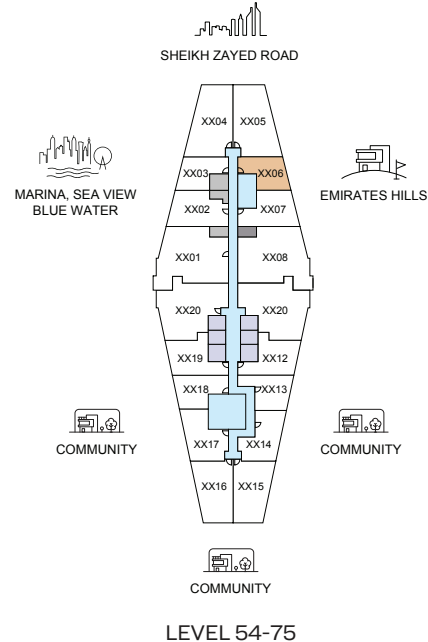 SHEIKH ZAYED ROAD
XX04 XX05
XX03 XX06
MARINA, SEA VIEW
BLUE WATER
EMIRATES HILLS
XX02 XX07
XX01 XX08
XX20 XX20
XX19 XX12
XX18 XX13
COMMUNITY
COMMUNITY
XX17 XX14
XX16 XX15
COMMUNITY
LEVEL 54-75